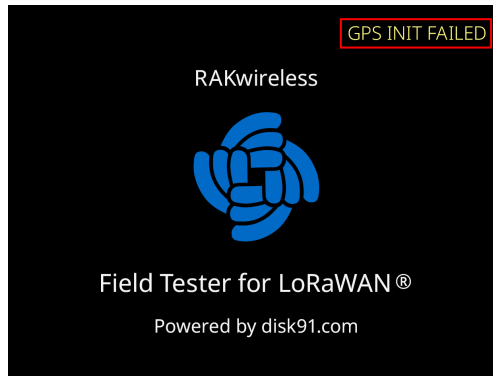 GPS INIT FAILED
RAKwireless
Field Tester for LoRaWAN®
Powered by disk91.com